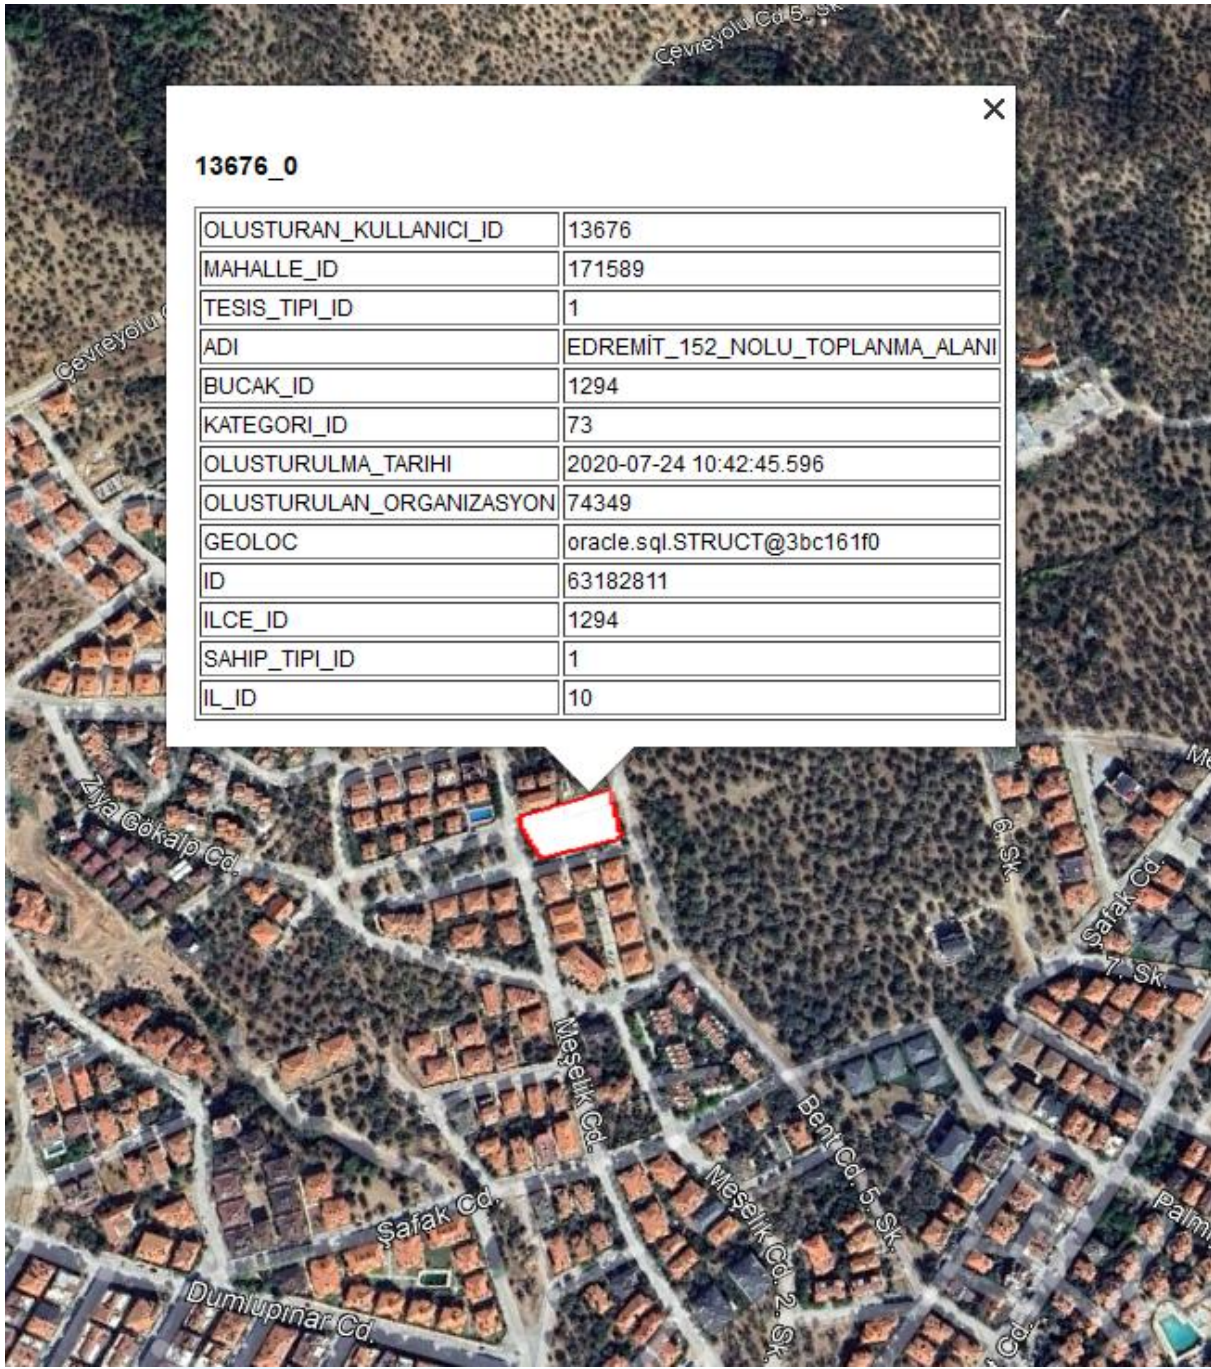 Çevreyolu Cd 5. Sk
13676_0
OLUSTURAN_KULLANICI_ID 13676
MAHALLE_ID 171589
TESIS_TIPI_ID 1
ADI EDREMİT_152_NOLU_TOPLANMA_ALANI
BUCAK_ID 1294
KATEGORI_ID 73
OLUSTURULMA_TARIHI 2020-07-24 10:42:45.596
OLUSTURULAN_ORGANIZASYON 74349
GEOLOC oracle.sql.STRUCT@3bc161f0
ID 63182811
ILCE_ID 1294
SAHIP_TIPI_ID 1
IL_ID 10
Çevreyolu
Ziya Gökalp Cd.
6. Sk.
Şafak Cd.
7. Sk.
Meşelik Cd.
Bent Cd. 5. Sk.
Meşelik Cd. 2. Sk.
Şafak Cd.
Dumlupınar Cd.
Cd.